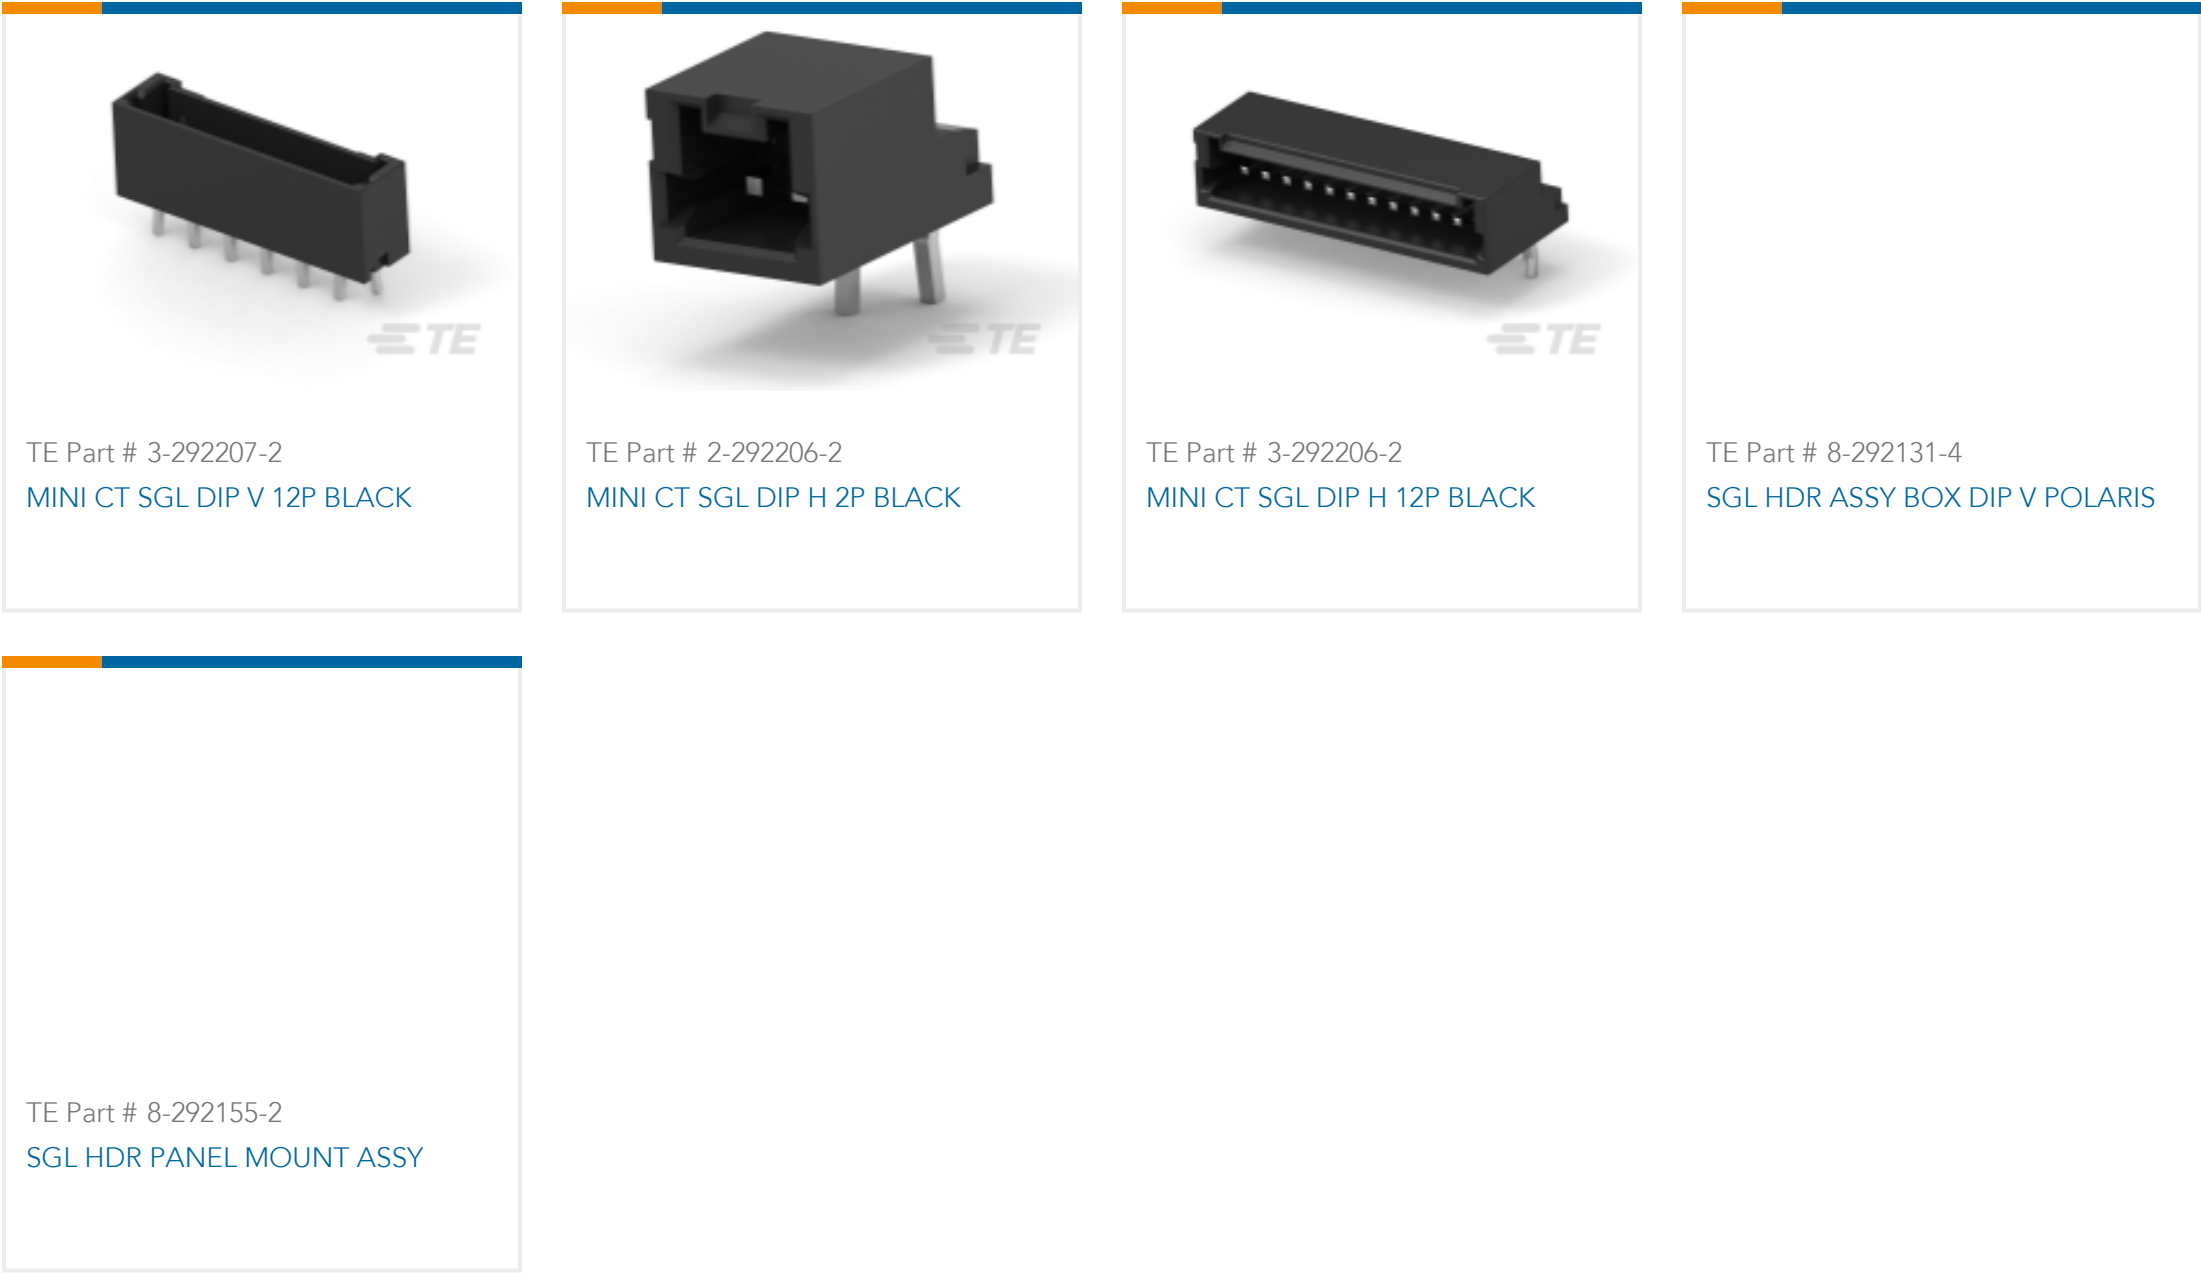 TE
TE
TE
TE Part # 3-292207-2
MINI CT SGL DIP V 12P BLACK
TE Part # 2-292206-2
MINI CT SGL DIP H 2P BLACK
TE Part # 3-292206-2
MINI CT SGL DIP H 12P BLACK
TE Part # 8-292131-4
SGL HDR ASSY BOX DIP V POLARIS
TE Part # 8-292155-2
SGL HDR PANEL MOUNT ASSY